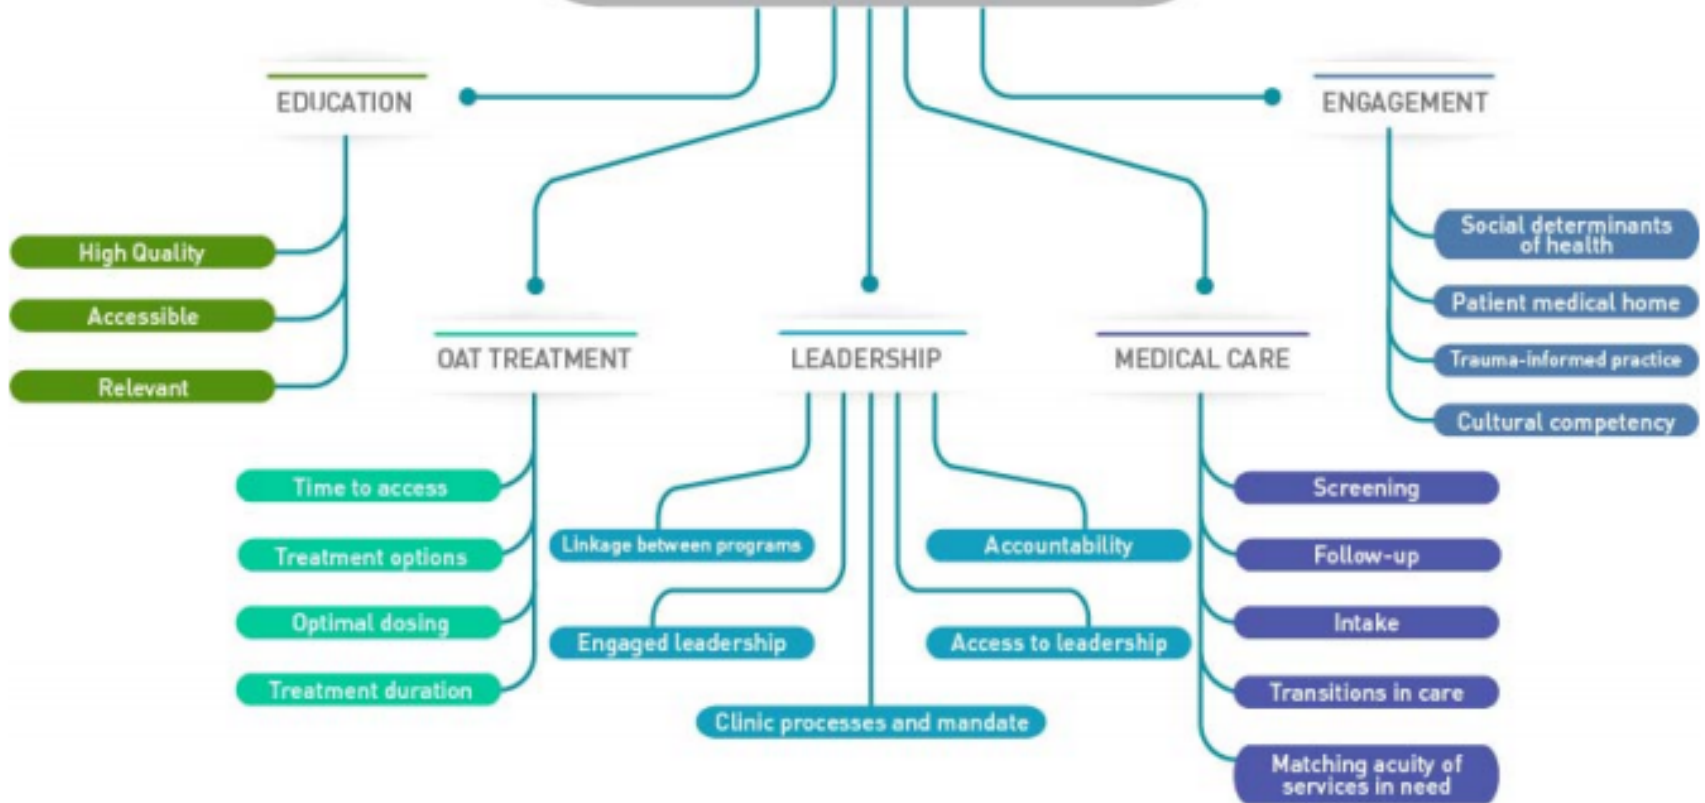 EDUCATION
High Quality
Accessible
Relevant
OAT TREATMENT
Time to access
Treatment options
Optimal dosing
Treatment duration
LEADERSHIP
Linkage between programs
Engaged leadership
Clinic processes and mandate
Accountability
Access to leadership
MEDICAL CARE
Screening
Follow-up
Intake
Transitions in care
Matching acuity of
services in need
ENGAGEMENT
Social determinants
of health
Patient medical home
Trauma-informed practice
Cultural competency